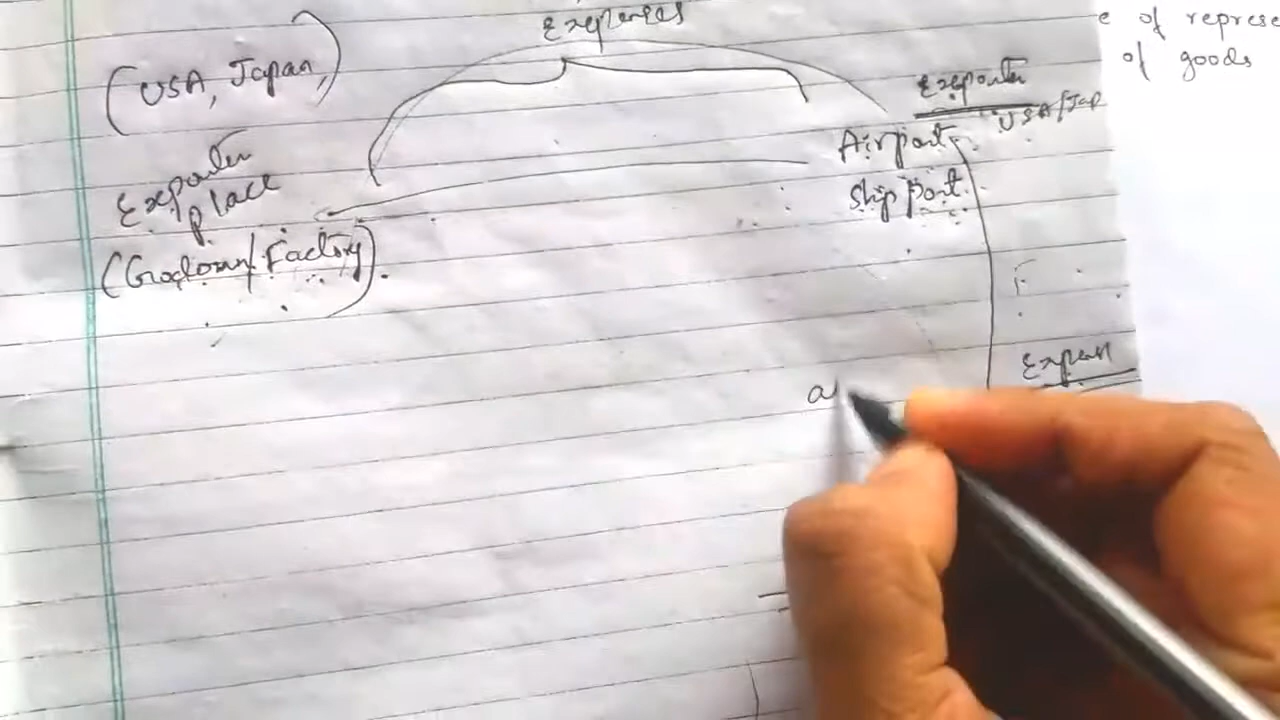 Expenses
(USA, Japan,)
Exporter
place
(Godown/Factory).
Exporter
USA/Jap
Airport
Ship Port.
Expen
a
e of represe
of goods